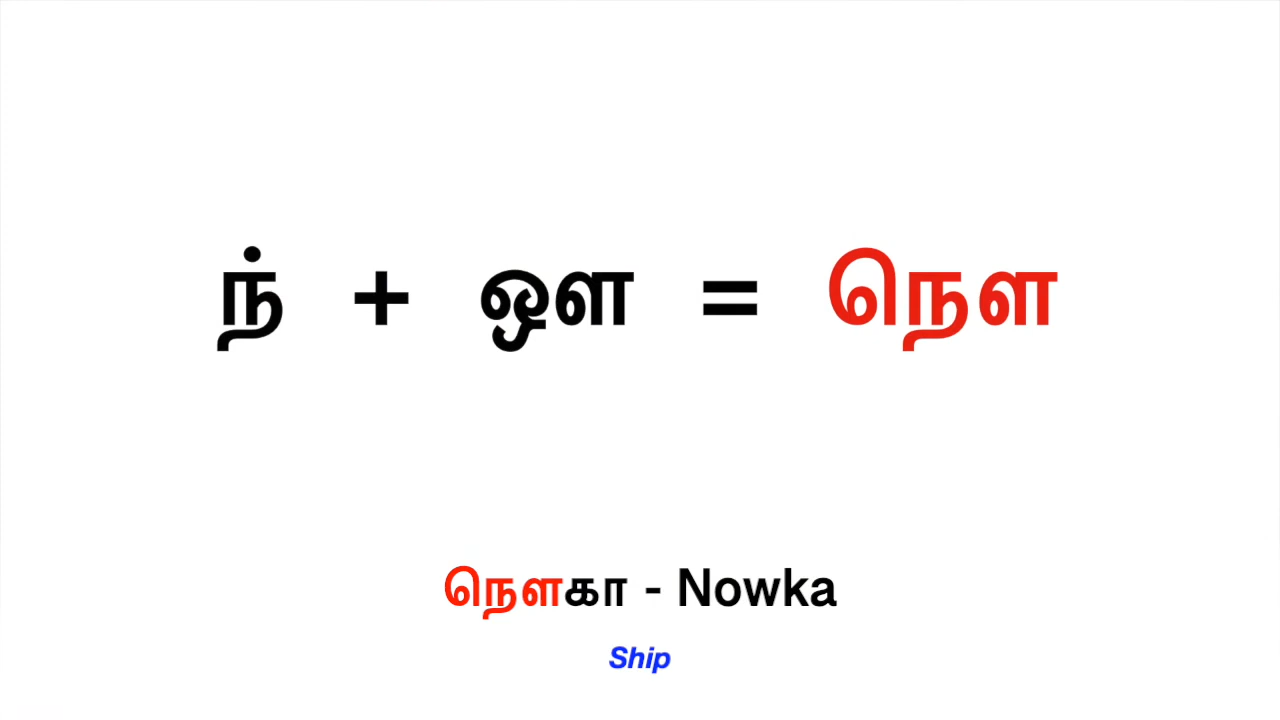 ந் + ஔ = நௌ
நௌகா - Nowka
Ship